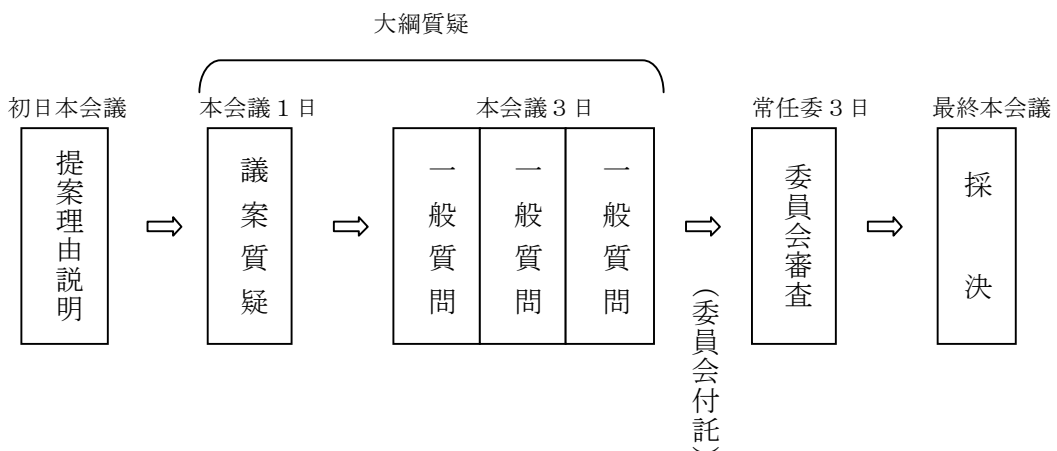 大綱質疑
初日本会議
本会議1日
本会議3日
常任委3日
最終本会議
提案理由説明
⇨
議案質疑
⇨
一般質問
一般質問
一般質問
⇨
(委員会付託)
委員会審査
⇨
採決